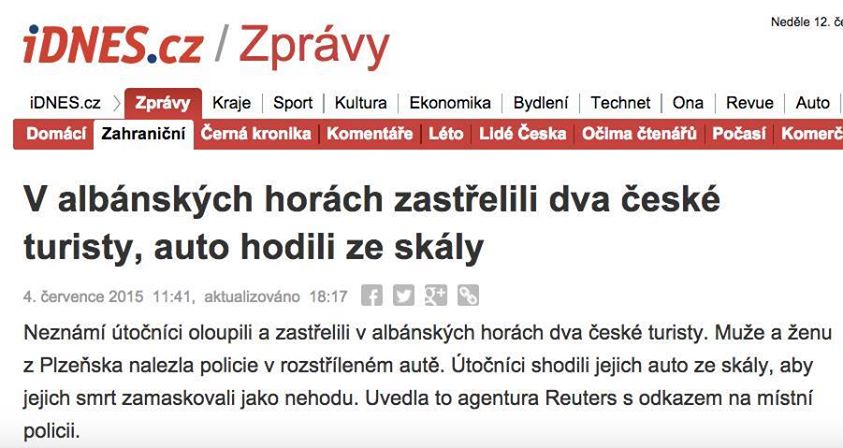 Neděle 12. če
iDNES.cz / Zprávy
iDNES.cz Zprávy Kraje Sport Kultura Ekonomika Bydlení Technet Ona Revue Auto
Domácí Zahraniční Černá kronika Komentáře Léto Lidé Česka Očima čtenářů Počasí Komerč
V albánských horách zastřelili dva české
turisty, auto hodili ze skály
4. července 2015 11:41, aktualizováno 18:17
Neznámí útočníci oloupili a zastřelili v albánských horách dva české turisty. Muže a ženu
z Plzeňska nalezla policie v rozstříleném autě. Útočníci shodili jejich auto ze skály, aby
jejich smrt zamaskovali jako nehodu. Uvedla to agentura Reuters s odkazem na místní
policii.